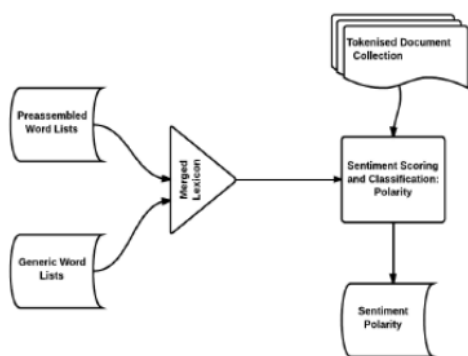 Tokenised Document
Collection
Preassembled
Word Lists
Merged
Lexicon
Sentiment Scoring
and Classification:
Polarity
Generic Word
Lists
Sentiment
Polarity